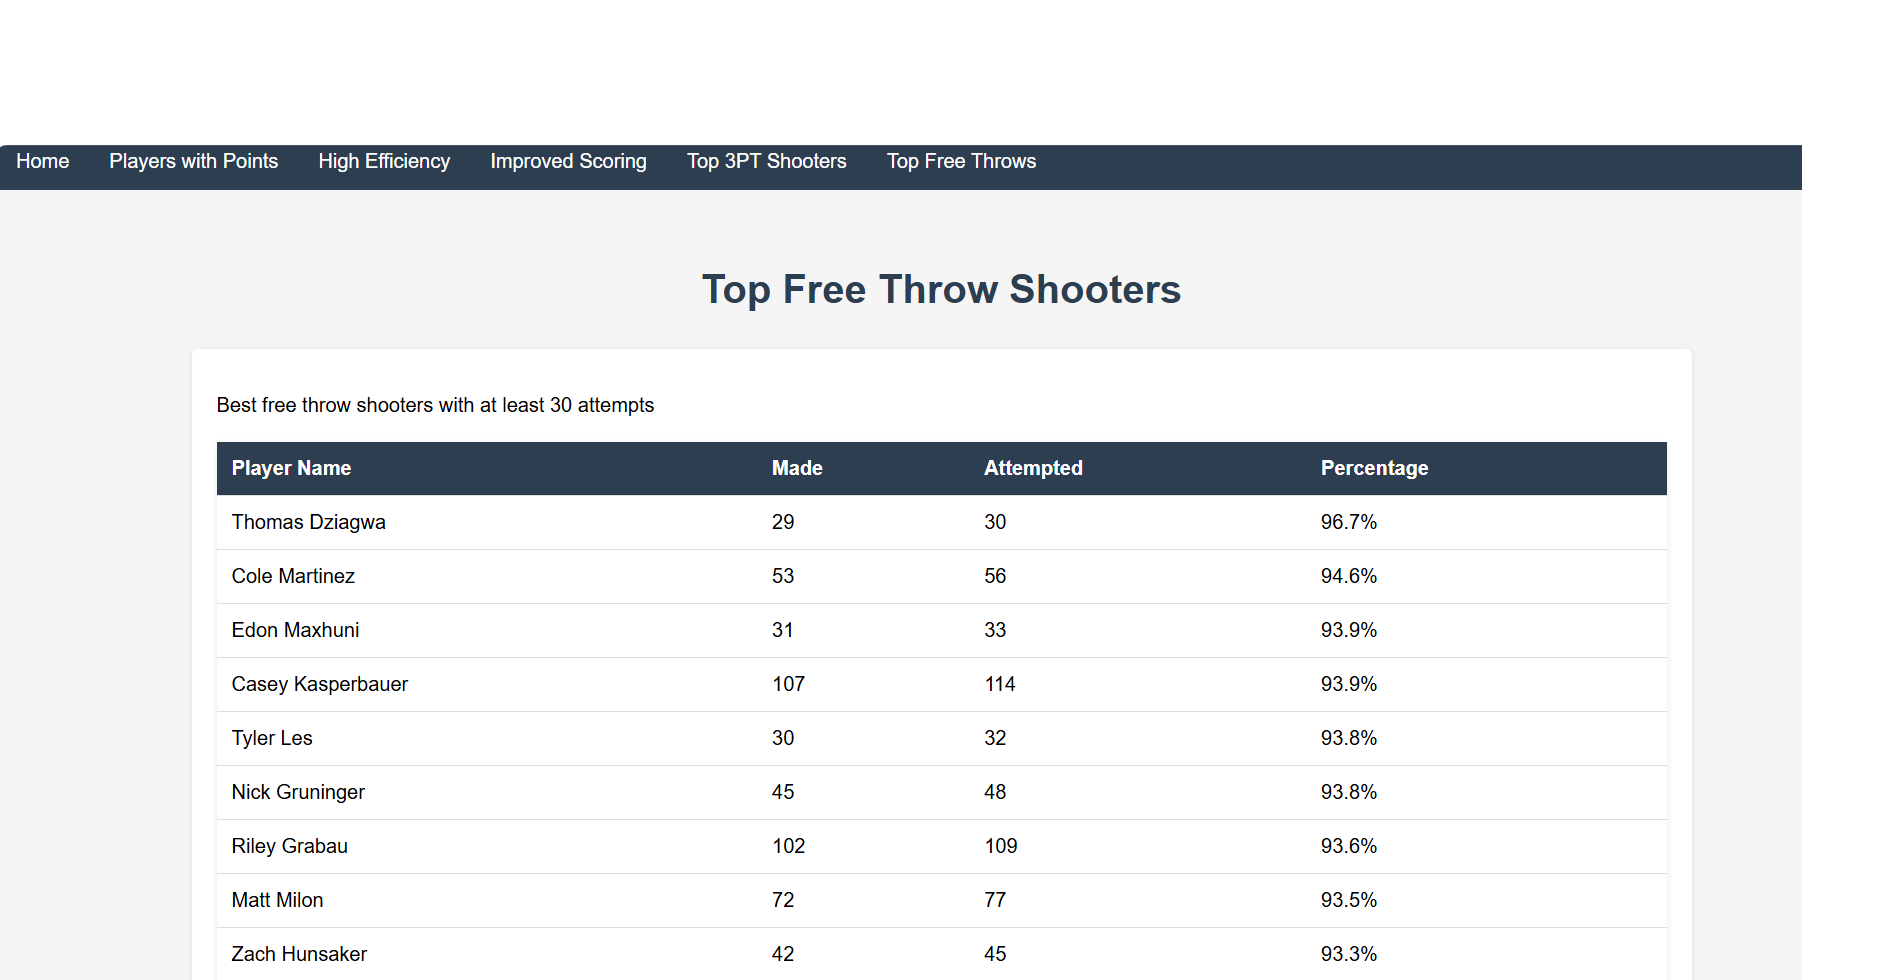 Home Players with Points High Efficiency Improved Scoring Top 3PT Shooters Top Free Throws
Top Free Throw Shooters
Best free throw shooters with at least 30 attempts
Player Name Made Attempted Percentage
Thomas Dziagwa 29 30 96.7%
Cole Martinez 53 56 94.6%
Edon Maxhuni 31 33 93.9%
Casey Kasperbauer 107 114 93.9%
Tyler Les 30 32 93.8%
Nick Gruninger 45 48 93.8%
Riley Grabau 102 109 93.6%
Matt Milon 72 77 93.5%
Zach Hunsaker 42 45 93.3%